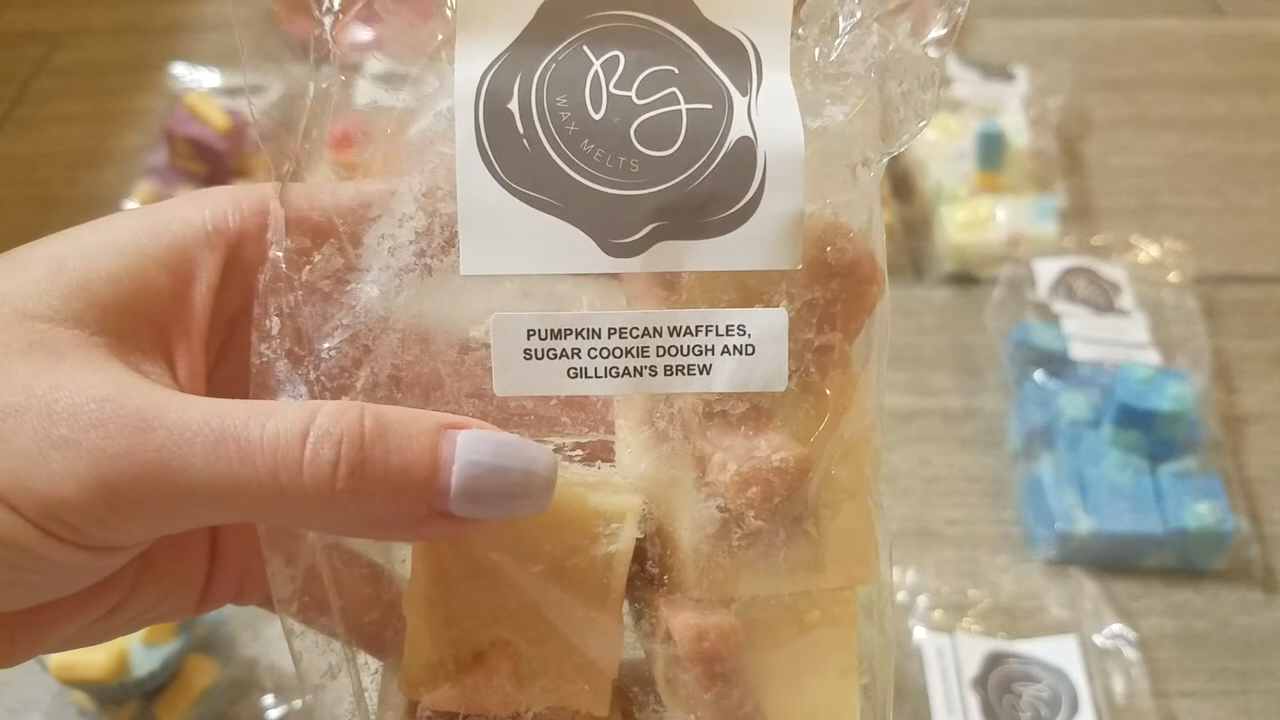 RG
WAX MELTS
PUMPKIN PECAN WAFFLES,
SUGAR COOKIE DOUGH AND
GILLIGAN'S BREW